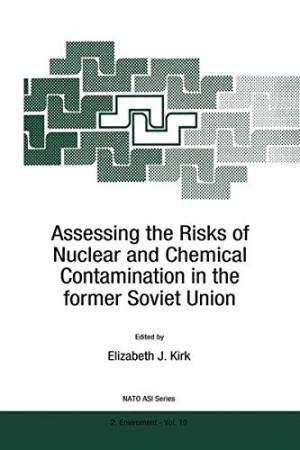 Assessing the Risks of
Nuclear and Chemical
Contamination in the
former Soviet Union
Edited by
Elizabeth J. Kirk
NATO ASI Series
2. Enviroment - Vol. 10